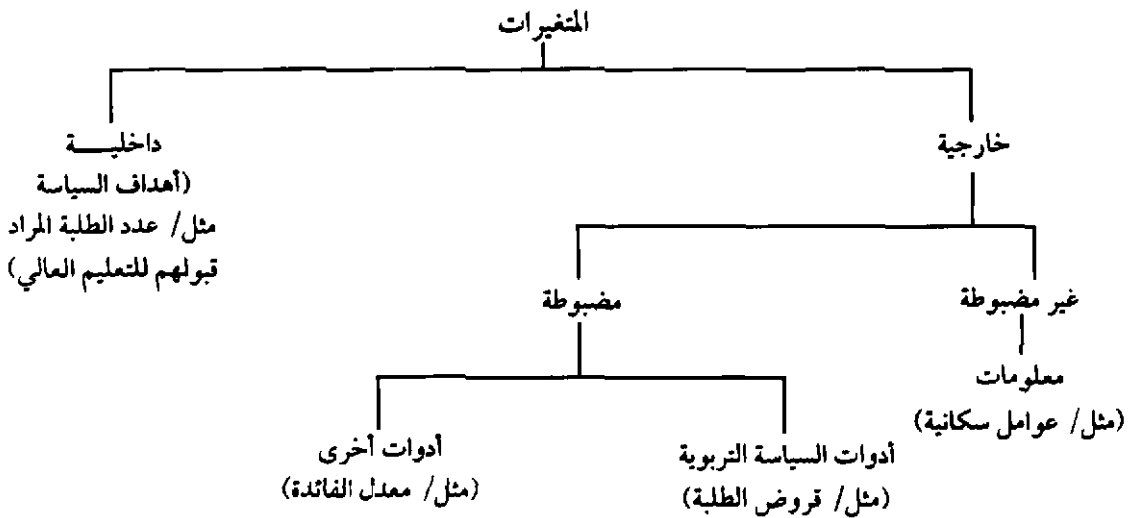 المتغيرات
خارجية
داخليــــة
(أهداف السياسة
مثل/ عدد الطلبة المراد
قبولهم للتعليم العالي)
غير مضبوطة
مضبوطة
معلومات
(مثل/ عوامل سكانية)
أدوات السياسة التربوية
(مثل/ قروض الطلبة)
أدوات أخرى
(مثل/ معدل الفائدة)